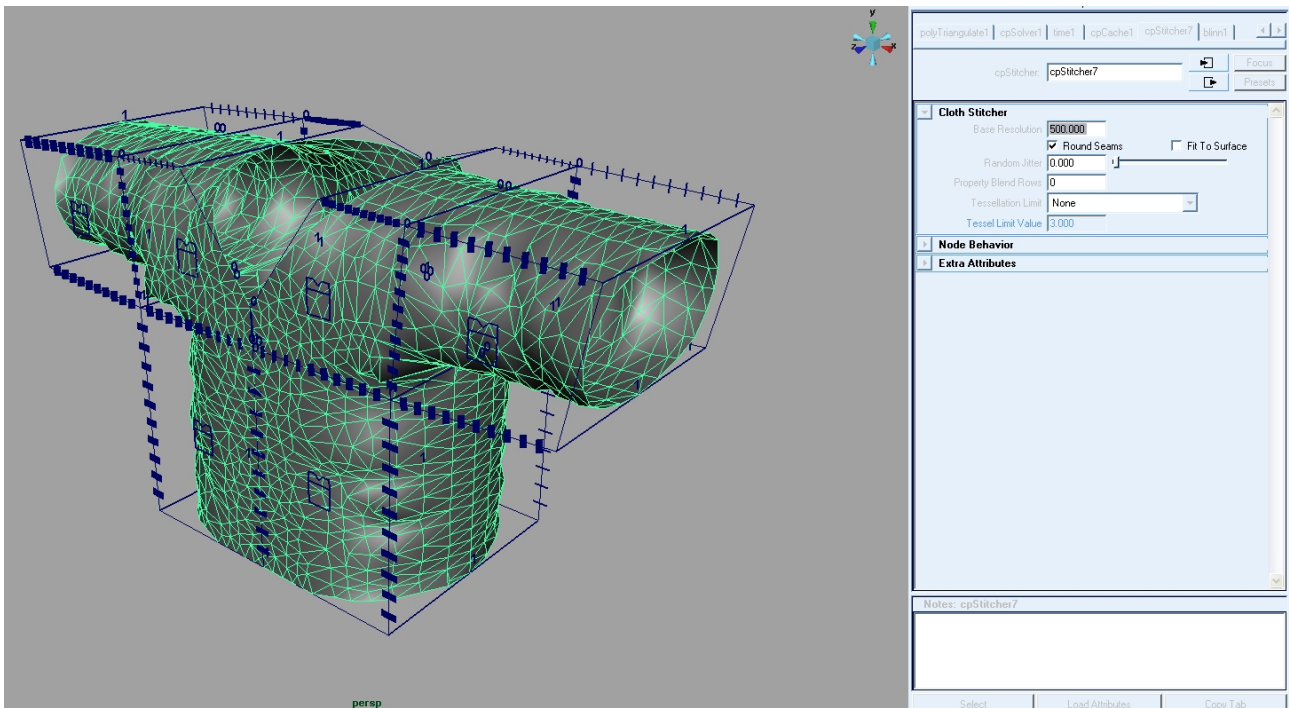 polyTriangulate1 cpSolver1 time1 cpCache1 cpStitcher7 blinn1
cpStitcher: cpStitcher7
Focus
Presets
Cloth Stitcher
Base Resolution 500.000
Round Seams Fit To Surface
Random Jitter 0.000
Property Blend Rows 0
Tessellation Limit None
Tessel Limit Value 3.000
Node Behavior
Extra Attributes
Notes: cpStitcher7
Select Load Attributes Copy Tab
y
z x
persp